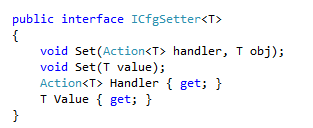 public interface ICfgSetter<T>
{
    void Set(Action<T> handler, T obj);
    void Set(T value);
    Action<T> Handler { get; }
    T Value { get; }
}